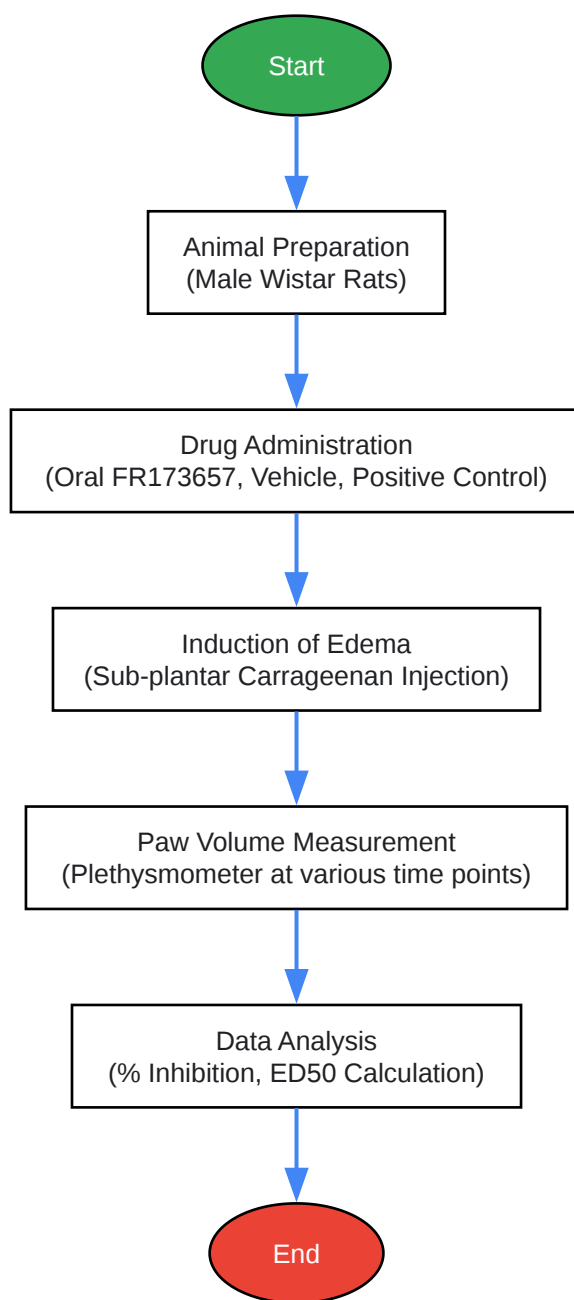 Start
Animal Preparation
(Male Wistar Rats)
Drug Administration
(Oral FR173657, Vehicle, Positive Control)
Induction of Edema
(Sub-plantar Carrageenan Injection)
Paw Volume Measurement
(Plethysmometer at various time points)
Data Analysis
(% Inhibition, ED50 Calculation)
End